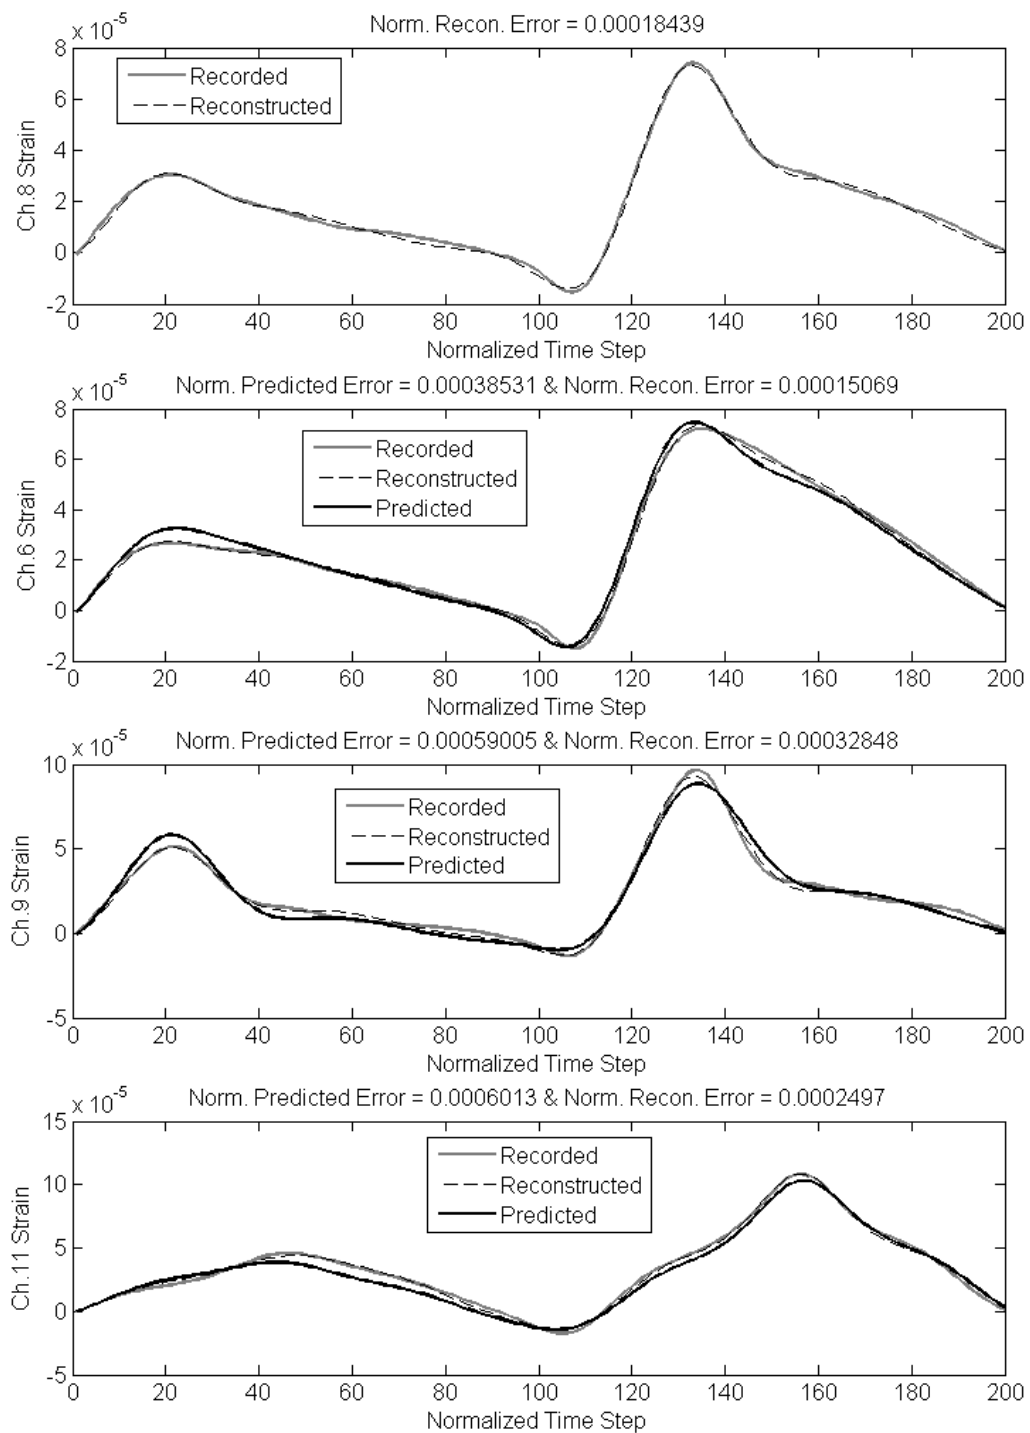 x 10-5
Norm. Recon. Error = 0.00018439
8
6
4
2
0
-2
Ch.8 Strain
Recorded
Reconstructed
0 20 40 60 80 100 120 140 160 180 200
Normalized Time Step
x 10-5
Norm. Predicted Error = 0.00038531 & Norm. Recon. Error = 0.00015069
8
6
4
2
0
-2
Ch.6 Strain
Recorded
Reconstructed
Predicted
0 20 40 60 80 100 120 140 160 180 200
Normalized Time Step
x 10-5
Norm. Predicted Error = 0.00059005 & Norm. Recon. Error = 0.00032848
10
5
0
-5
Ch.9 Strain
Recorded
Reconstructed
Predicted
0 20 40 60 80 100 120 140 160 180 200
Normalized Time Step
x 10-5
Norm. Predicted Error = 0.0006013 & Norm. Recon. Error = 0.0002497
15
10
5
0
-5
Ch.11 Strain
Recorded
Reconstructed
Predicted
0 20 40 60 80 100 120 140 160 180 200
Normalized Time Step